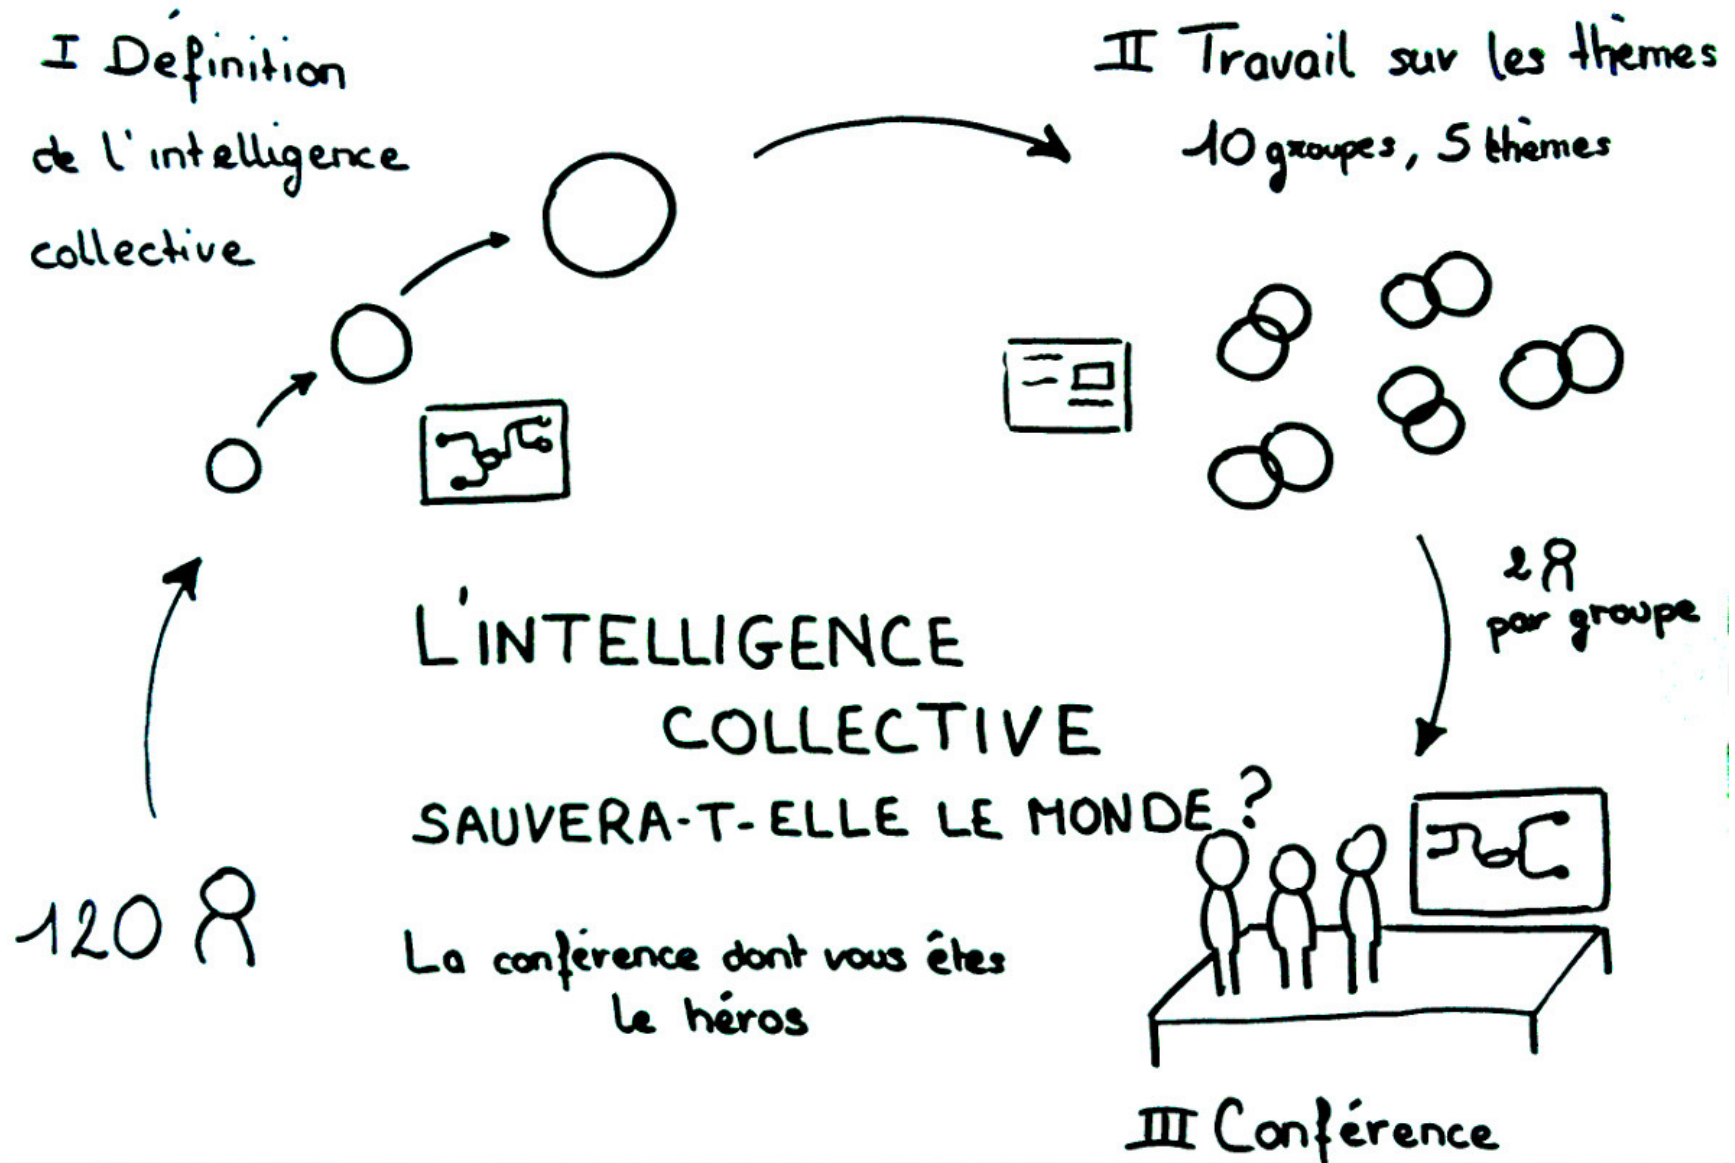 I Définition
de l'intelligence
collective
II Travail sur les thèmes
10 groupes, 5 thèmes
2
par groupe
L'INTELLIGENCE
COLLECTIVE
SAUVERA-T-ELLE LE MONDE ?
120
La conférence dont vous êtes
le héros
III Conférence